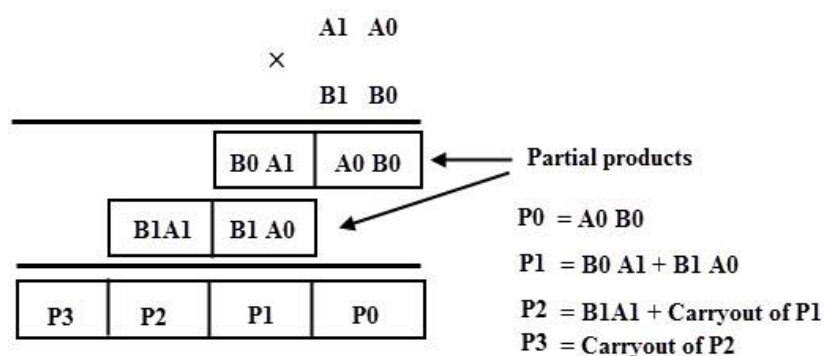 A1 A0
×
B1 B0
B0 A1 A0 B0
Partial products
B1A1 B1 A0
P0 = A0 B0
P1 = B0 A1 + B1 A0
P3 P2 P1 P0
P2 = B1A1 + Carryout of P1
P3 = Carryout of P2